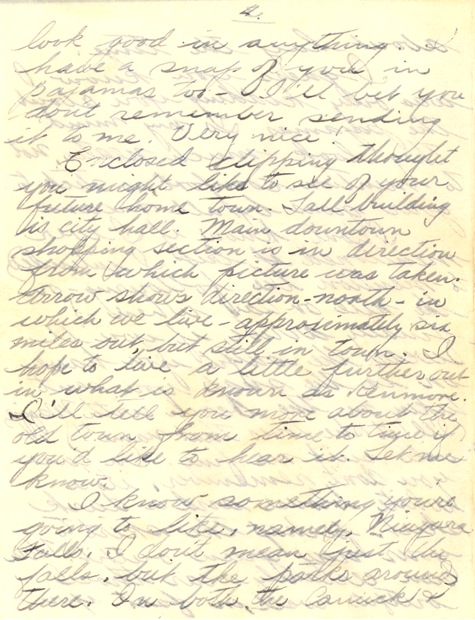 4.
look good in anything. I
have a snap of you in
pajamas too - I'll bet you
don't remember sending
it to me. Very nice!
Enclosed clipping thought
you might like to see of your
future home town. Tall building
is city hall. Main downtown
shopping section is in direction
from which picture was taken.
Arrow shows direction - north - in
which we live - approximately six
miles out, but still in town. I
hope to live a little further out
in what is known as Kenmore.
I'll tell you more about the
old town from time to time if
you'd like to hear it. Let me
know.
I know something you're
going to like, namely, Niagara
Falls. I don't mean just the
falls, but the parks around
there. In both the Canuck &